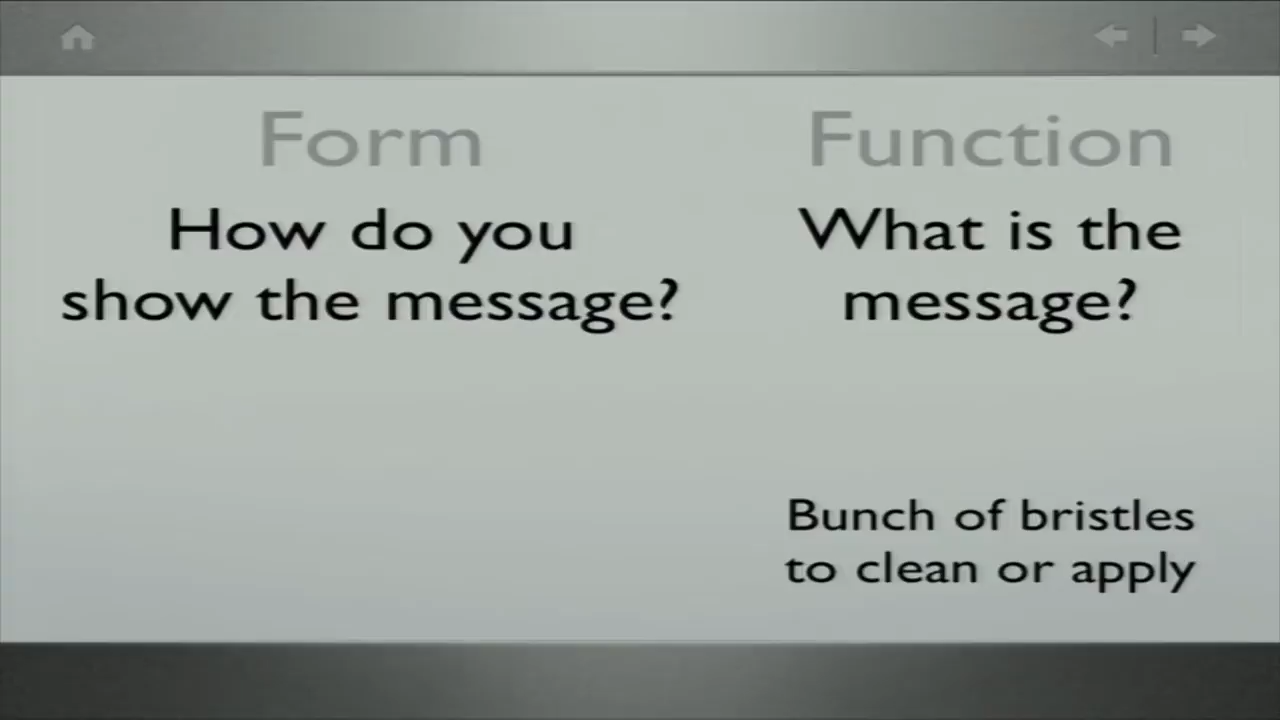 Form
How do you
show the message?
Function
What is the
message?
Bunch of bristles
to clean or apply